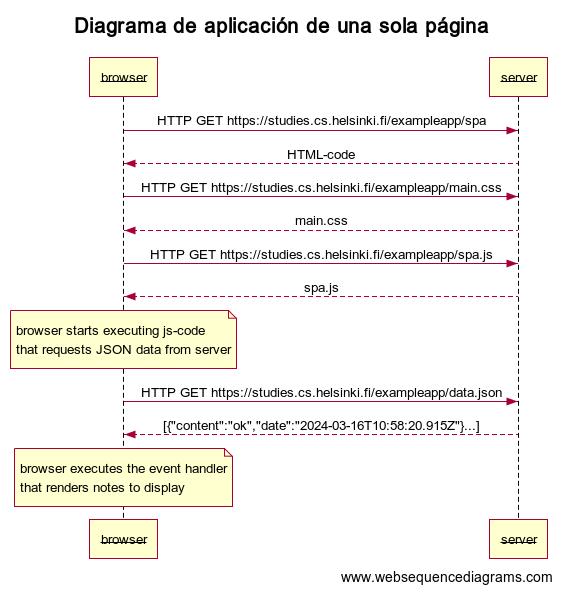 Diagrama de aplicación de una sola página
browser
server
HTTP GET https://studies.cs.helsinki.fi/exampleapp/spa
HTML-code
HTTP GET https://studies.cs.helsinki.fi/exampleapp/main.css
main.css
HTTP GET https://studies.cs.helsinki.fi/exampleapp/spa.js
spa.js
browser starts executing js-code
that requests JSON data from server
HTTP GET https://studies.cs.helsinki.fi/exampleapp/data.json
[{"content":"ok","date":"2024-03-16T10:58:20.915Z"}...]
browser executes the event handler
that renders notes to display
browser
server
www.websequencediagrams.com